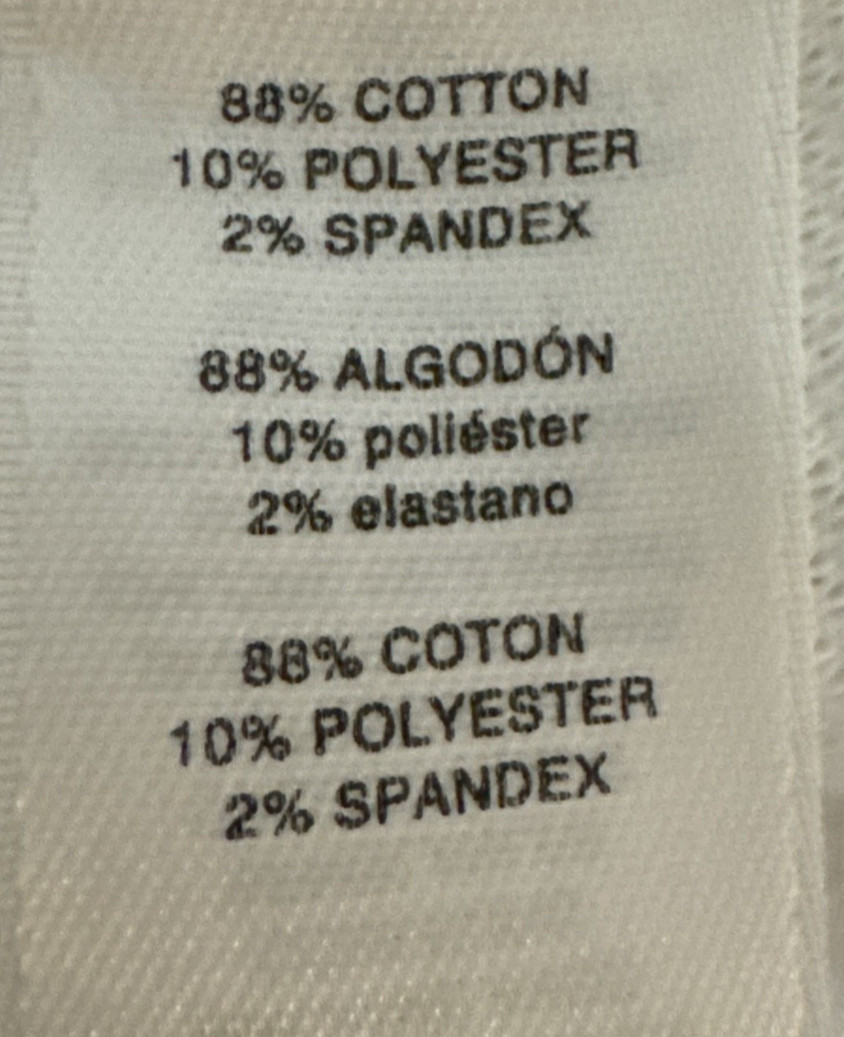 88% COTTON
10% POLYESTER
2% SPANDEX
88% ALGODÓN
10% poliéster
2% elastano
88% COTON
10% POLYESTER
2% SPANDEX